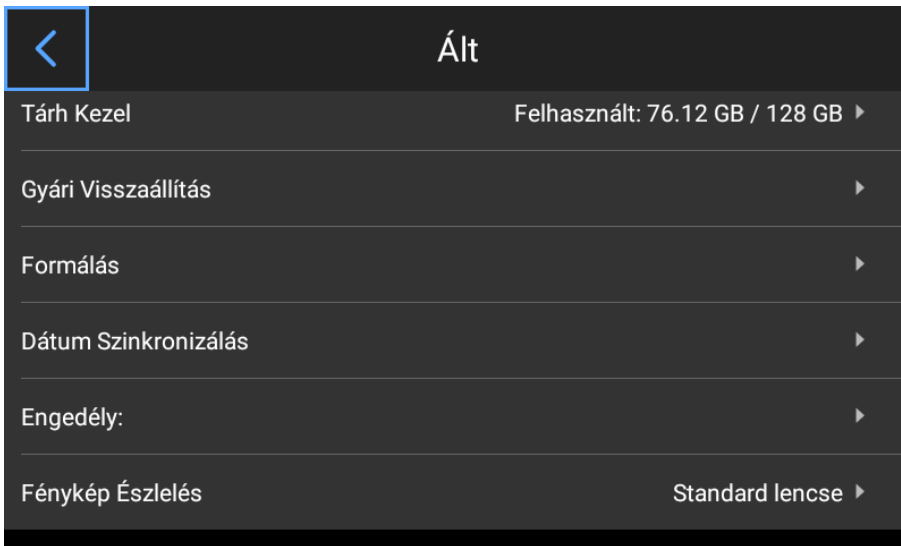 Ált
Tárh Kezel Felhasznált: 76.12 GB / 128 GB
Gyári Visszaállítás
Formálás
Dátum Szinkronizálás
Engedély:
Fénykép Észlelés Standard lencse